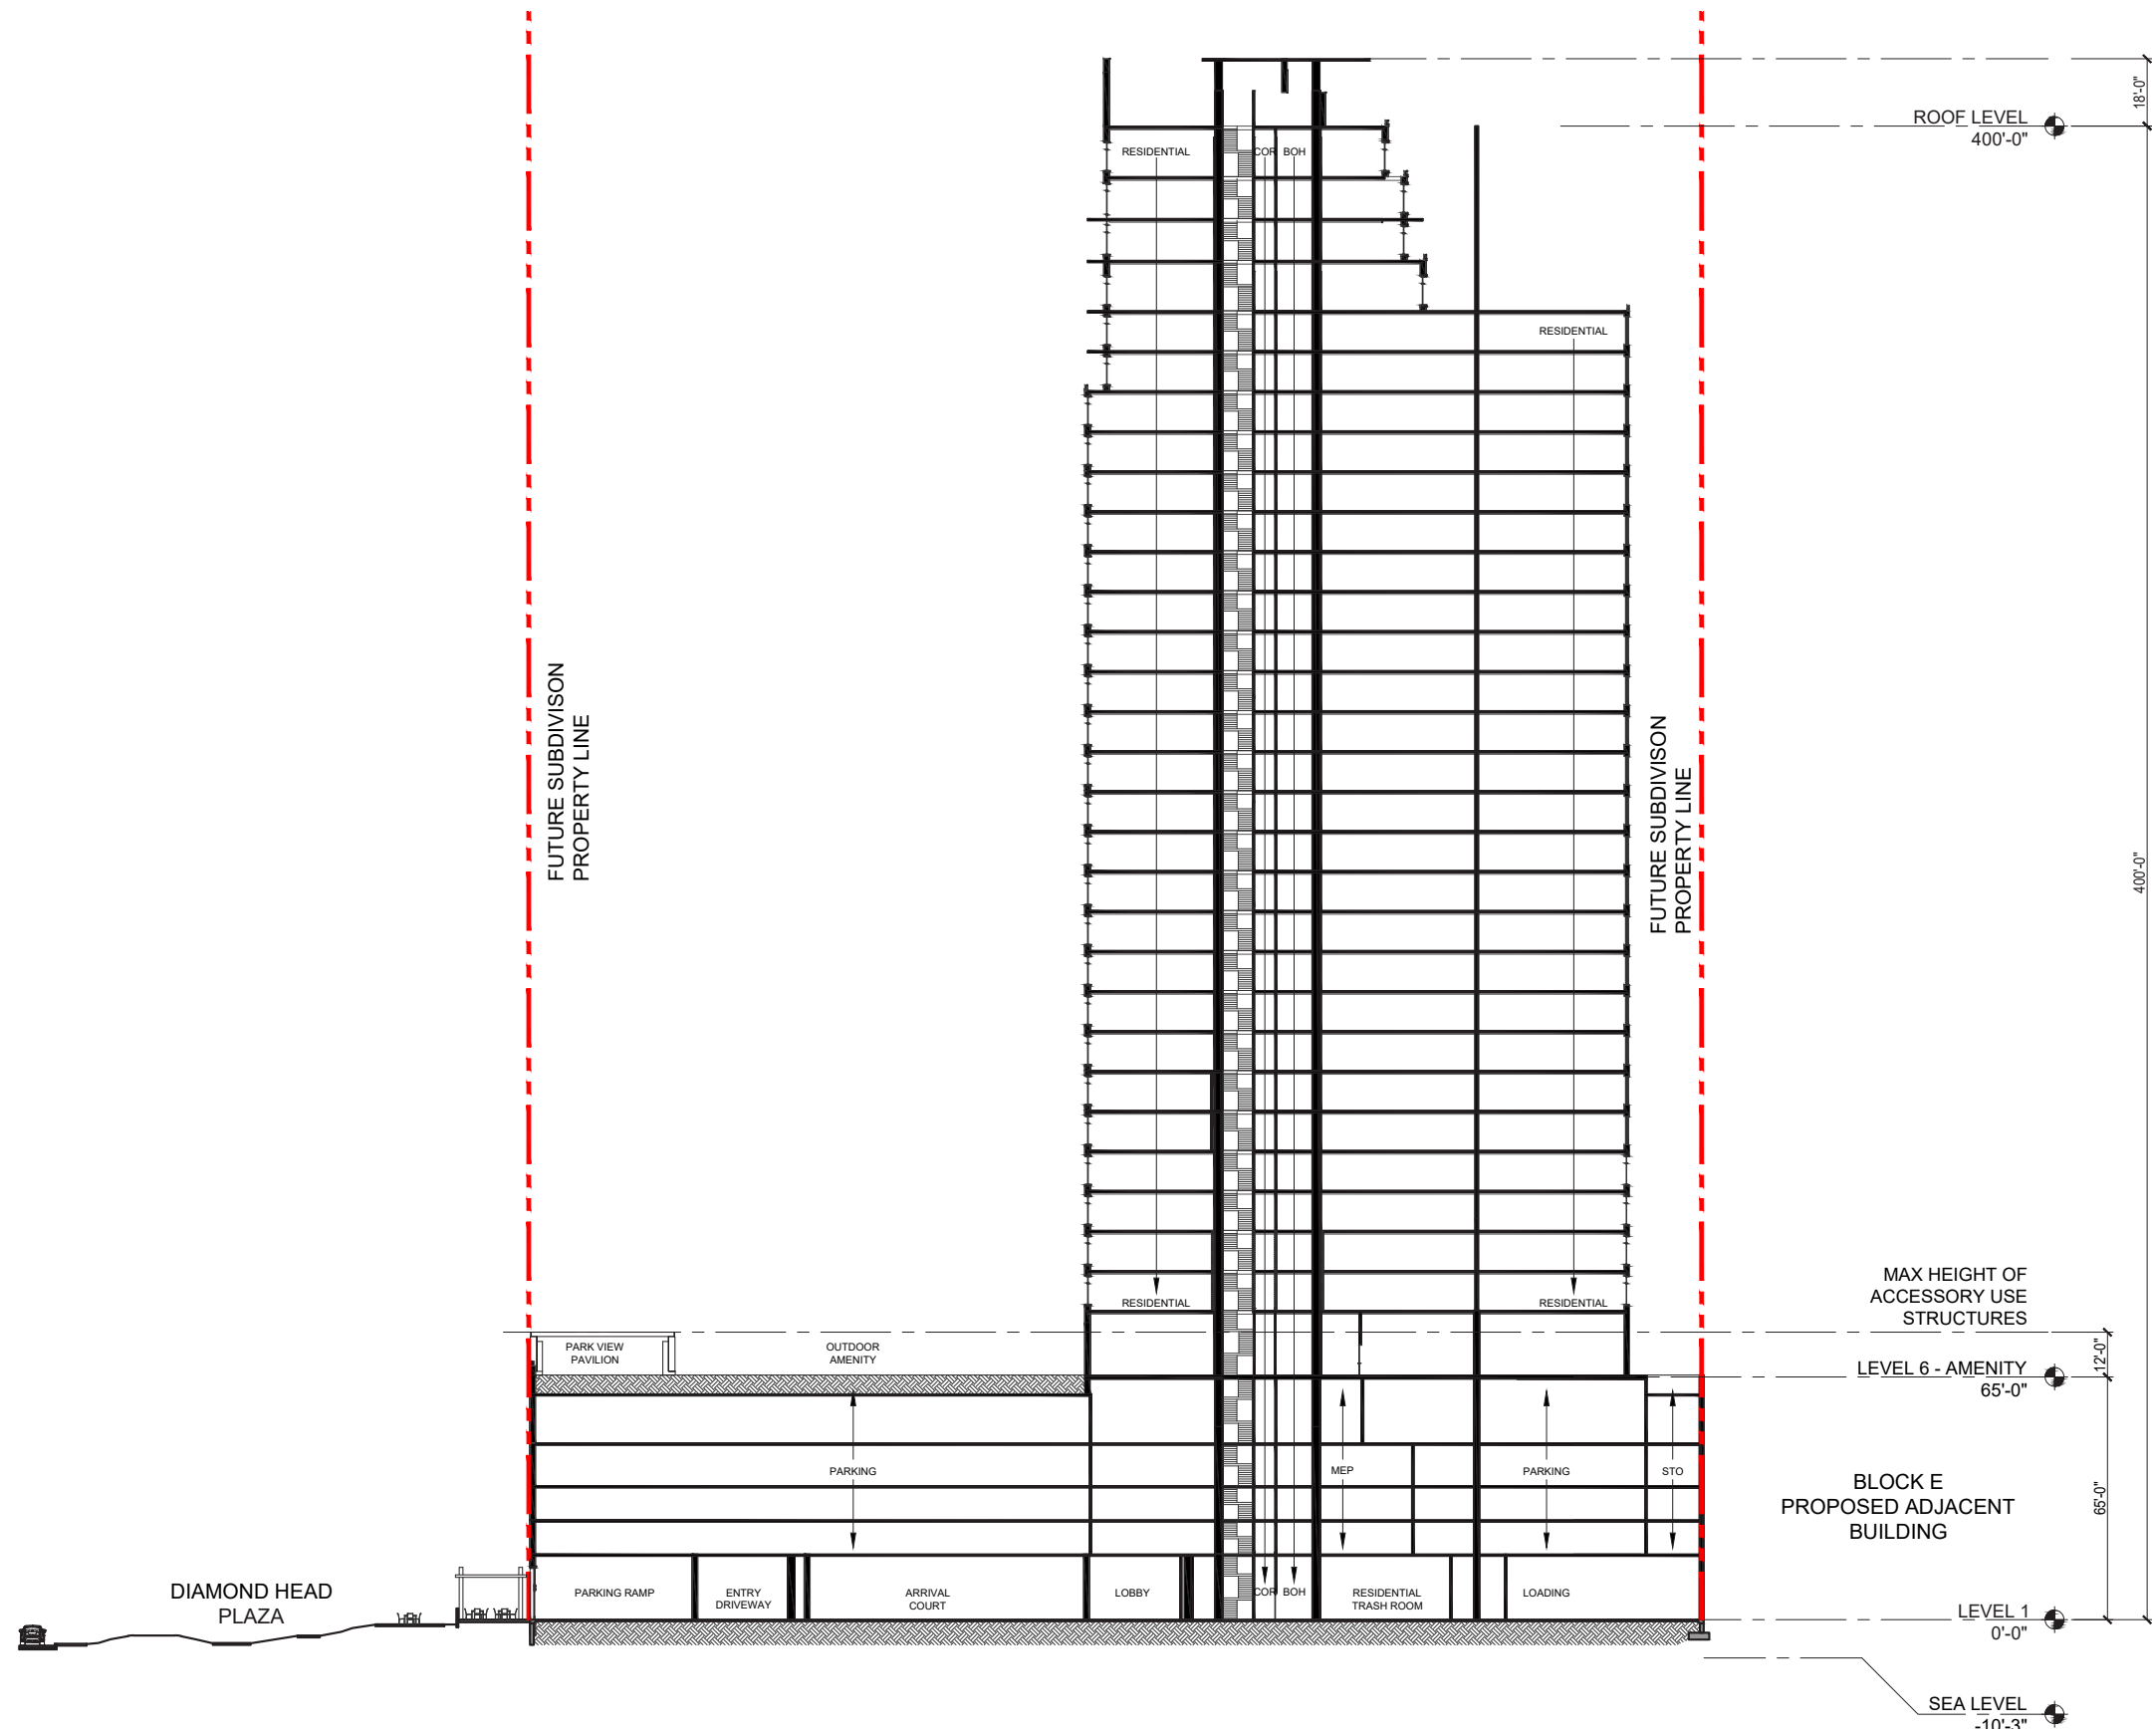 18'-0"
ROOF LEVEL
400'-0"
RESIDENTIAL
COR
BOH
RESIDENTIAL
FUTURE SUBDIVISON
PROPERTY LINE
FUTURE SUBDIVISON
PROPERTY LINE
400'-0"
MAX HEIGHT OF
ACCESSORY USE
STRUCTURES
RESIDENTIAL
RESIDENTIAL
PARK VIEW
PAVILION
OUTDOOR
AMENITY
12'-0"
LEVEL 6 - AMENITY
65'-0"
PARKING
MEP
PARKING
STO
BLOCK E
PROPOSED ADJACENT
BUILDING
65'-0"
DIAMOND HEAD
PLAZA
PARKING RAMP
ENTRY
DRIVEWAY
ARRIVAL
COURT
LOBBY
COR
BOH
RESIDENTIAL
TRASH ROOM
LOADING
LEVEL 1
0'-0"
SEA LEVEL
-10'-3"